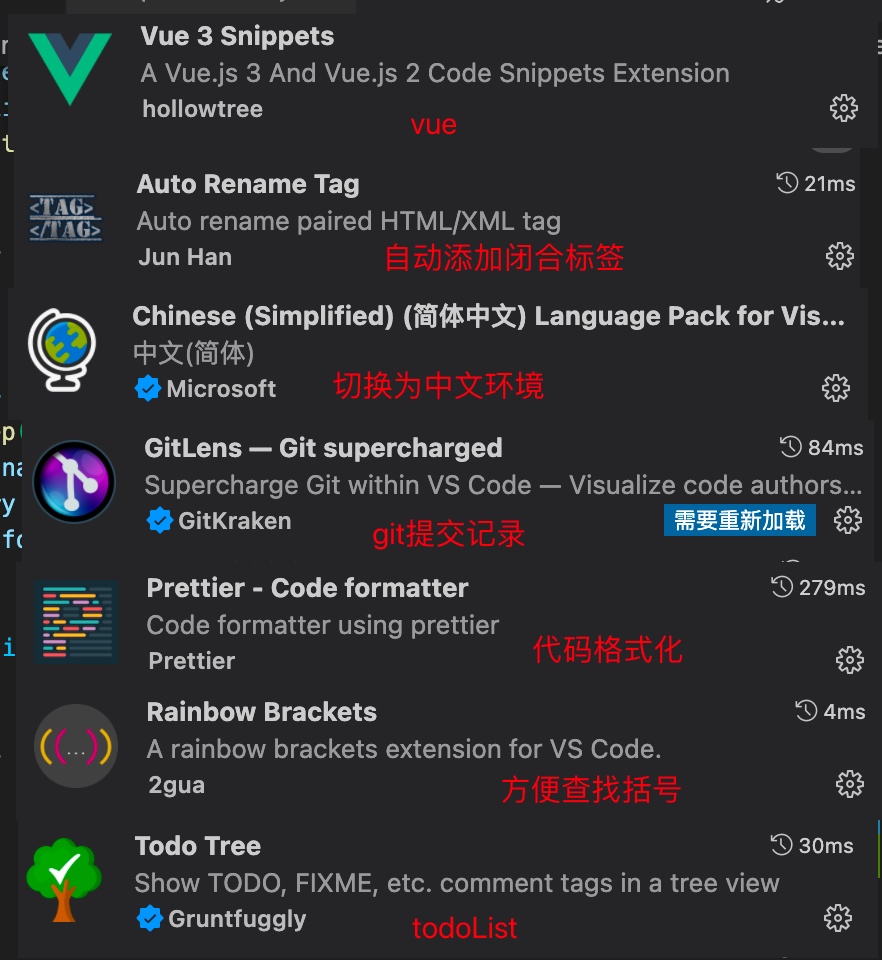 Vue 3 Snippets
A Vue.js 3 And Vue.js 2 Code Snippets Extension
hollowtree
vue
Auto Rename Tag 21ms
<TAG>
</TAG>
Auto rename paired HTML/XML tag
Jun Han
自动添加闭合标签
Chinese (Simplified) (简体中文) Language Pack for Vis...
中文(简体)
Microsoft
切换为中文环境
GitLens — Git supercharged 84ms
Supercharge Git within VS Code — Visualize code authors...
GitKraken 需要重新加载
git提交记录
Prettier - Code formatter 279ms
Code formatter using prettier
代码格式化
Prettier
Rainbow Brackets 4ms
((...))
A rainbow brackets extension for VS Code.
2gua
方便查找括号
Todo Tree 30ms
Show TODO, FIXME, etc. comment tags in a tree view
Gruntfuggly
todoList